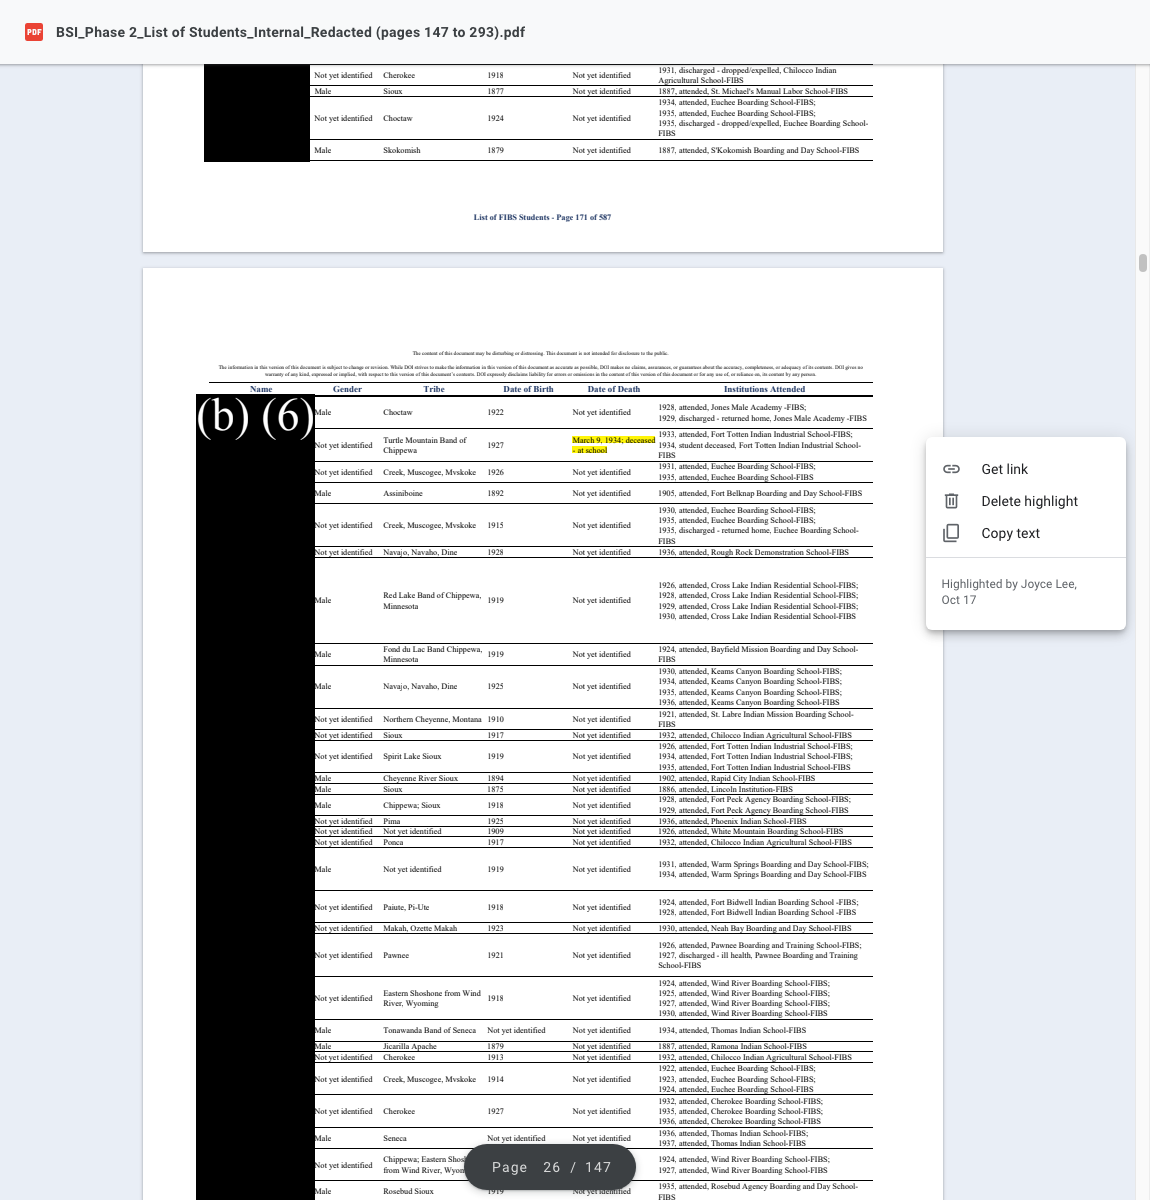 PDF BSI_Phase 2_List of Students_Internal_Redacted (pages 147 to 293).pdf
Not yet identified Cherokee 1918 Not yet identified 1931, discharged - dropped/expelled, Chilocco Indian
Agricultural School-FIBS
Male Sioux 1877 Not yet identified 1887, attended, St. Michael's Manual Labor School-FIBS
Not yet identified Choctaw 1924 Not yet identified 1934, attended, Euchee Boarding School-FIBS;
1935, attended, Euchee Boarding School-FIBS;
1935, discharged - dropped/expelled, Euchee Boarding School-
FIBS
Male Skokomish 1879 Not yet identified 1887, attended, S'Kokomish Boarding and Day School-FIBS
List of FIBS Students - Page 171 of 587
The content of this document may be disturbing or distressing. This document is not intended for disclosure to the public.
The information in this version of this document is subject to change or revision. While DOI strives to make the information in this version of this document as accurate as possible, DOI makes no claims, assurances, or guarantees about the accuracy, completeness, or adequacy of its contents. DOI gives no
warranty of any kind, expressed or implied, with respect to this version of this document's contents. DOI expressly disclaims liability for errors or omissions in the content of this version of this document or for any use of, or reliance on, its content by any person.
Name Gender Tribe Date of Birth Date of Death Institutions Attended
(b) (6)
Male Choctaw 1922 Not yet identified 1928, attended, Jones Male Academy -FIBS;
1929, discharged - returned home, Jones Male Academy -FIBS
Not yet identified Turtle Mountain Band of
Chippewa 1927 March 9, 1934; deceased
- at school 1933, attended, Fort Totten Indian Industrial School-FIBS;
1934, student deceased, Fort Totten Indian Industrial School-
FIBS
Not yet identified Creek, Muscogee, Mvskoke 1926 Not yet identified 1931, attended, Euchee Boarding School-FIBS;
1935, attended, Euchee Boarding School-FIBS
Male Assiniboine 1892 Not yet identified 1905, attended, Fort Belknap Boarding and Day School-FIBS
Not yet identified Creek, Muscogee, Mvskoke 1915 Not yet identified 1930, attended, Euchee Boarding School-FIBS;
1935, attended, Euchee Boarding School-FIBS;
1935, discharged - returned home, Euchee Boarding School-
FIBS
Not yet identified Navajo, Navaho, Dine 1928 Not yet identified 1936, attended, Rough Rock Demonstration School-FIBS
Male Red Lake Band of Chippewa,
Minnesota 1919 Not yet identified 1926, attended, Cross Lake Indian Residential School-FIBS;
1928, attended, Cross Lake Indian Residential School-FIBS;
1929, attended, Cross Lake Indian Residential School-FIBS;
1930, attended, Cross Lake Indian Residential School-FIBS
Male Fond du Lac Band Chippewa,
Minnesota 1919 Not yet identified 1924, attended, Bayfield Mission Boarding and Day School-
FIBS
Male Navajo, Navaho, Dine 1925 Not yet identified 1930, attended, Keams Canyon Boarding School-FIBS;
1934, attended, Keams Canyon Boarding School-FIBS;
1935, attended, Keams Canyon Boarding School-FIBS;
1936, attended, Keams Canyon Boarding School-FIBS
Not yet identified Northern Cheyenne, Montana 1910 Not yet identified 1921, attended, St. Labre Indian Mission Boarding School-
FIBS
Not yet identified Sioux 1917 Not yet identified 1932, attended, Chilocco Indian Agricultural School-FIBS
Not yet identified Spirit Lake Sioux 1919 Not yet identified 1926, attended, Fort Totten Indian Industrial School-FIBS;
1934, attended, Fort Totten Indian Industrial School-FIBS;
1935, attended, Fort Totten Indian Industrial School-FIBS
Male Cheyenne River Sioux 1894 Not yet identified 1902, attended, Rapid City Indian School-FIBS
Male Sioux 1875 Not yet identified 1886, attended, Lincoln Institution-FIBS
Male Chippewa; Sioux 1918 Not yet identified 1928, attended, Fort Peck Agency Boarding School-FIBS;
1929, attended, Fort Peck Agency Boarding School-FIBS
Not yet identified Pima 1925 Not yet identified 1936, attended, Phoenix Indian School-FIBS
Not yet identified Not yet identified 1909 Not yet identified 1926, attended, White Mountain Boarding School-FIBS
Not yet identified Ponca 1917 Not yet identified 1932, attended, Chilocco Indian Agricultural School-FIBS
Male Not yet identified 1919 Not yet identified 1931, attended, Warm Springs Boarding and Day School-FIBS;
1934, attended, Warm Springs Boarding and Day School-FIBS
Not yet identified Paiute, Pi-Ute 1918 Not yet identified 1924, attended, Fort Bidwell Indian Boarding School -FIBS;
1928, attended, Fort Bidwell Indian Boarding School -FIBS
Not yet identified Makah, Ozette Makah 1923 Not yet identified 1930, attended, Neah Bay Boarding and Day School-FIBS
Not yet identified Pawnee 1921 Not yet identified 1926, attended, Pawnee Boarding and Training School-FIBS;
1927, discharged - ill health, Pawnee Boarding and Training
School-FIBS
Not yet identified Eastern Shoshone from Wind
River, Wyoming 1918 Not yet identified 1924, attended, Wind River Boarding School-FIBS;
1925, attended, Wind River Boarding School-FIBS;
1927, attended, Wind River Boarding School-FIBS;
1930, attended, Wind River Boarding School-FIBS
Male Tonawanda Band of Seneca Not yet identified Not yet identified 1934, attended, Thomas Indian School-FIBS
Male Jicarilla Apache 1879 Not yet identified 1887, attended, Ramona Indian School-FIBS
Not yet identified Cherokee 1913 Not yet identified 1932, attended, Chilocco Indian Agricultural School-FIBS
Not yet identified Creek, Muscogee, Mvskoke 1914 Not yet identified 1922, attended, Euchee Boarding School-FIBS;
1923, attended, Euchee Boarding School-FIBS;
1924, attended, Euchee Boarding School-FIBS
Not yet identified Cherokee 1927 Not yet identified 1932, attended, Cherokee Boarding School-FIBS;
1935, attended, Cherokee Boarding School-FIBS;
1936, attended, Cherokee Boarding School-FIBS
Male Seneca Not yet identified Not yet identified 1936, attended, Thomas Indian School-FIBS;
1937, attended, Thomas Indian School-FIBS
Not yet identified Chippewa; Eastern
from Wind River, 1924, attended, Wind River Boarding School-FIBS;
1927, attended, Wind River Boarding School-FIBS
Male Rosebud Sioux 1919 Not yet identified 1935, attended, Rosebud Agency Boarding and Day School-
FIBS
Page 26 / 147
Get link
Delete highlight
Copy text
Highlighted by Joyce Lee,
Oct 17